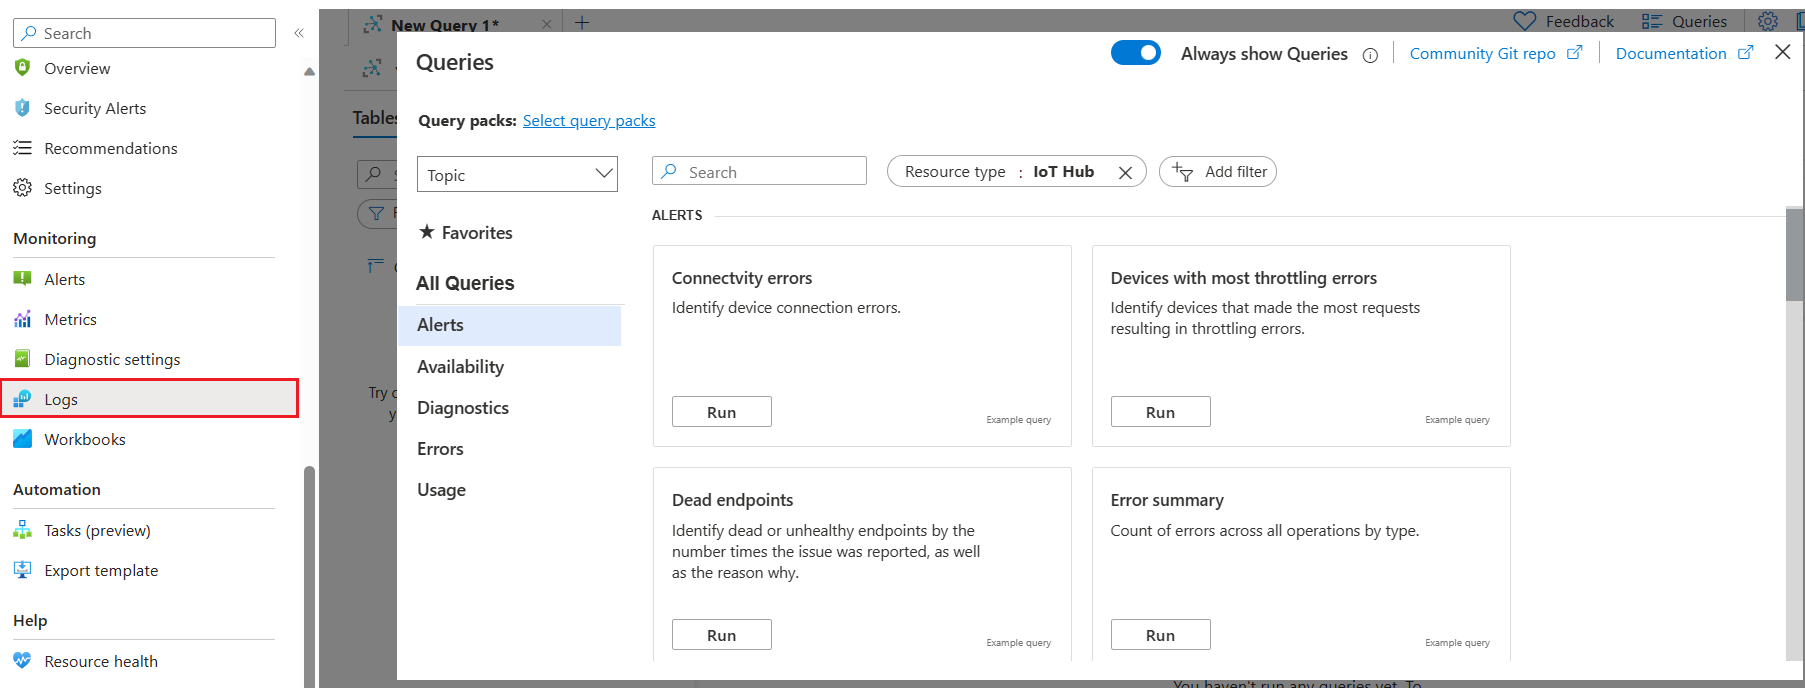 Search
«
Overview
Security Alerts
Recommendations
Settings
Monitoring
Alerts
Metrics
Diagnostic settings
Logs
Workbooks
Automation
Tasks (preview)
Export template
Help
Resource health
New Query 1*
Feedback
Queries
Tables
Try
Queries
Always show Queries
Community Git repo
Documentation
Query packs: Select query packs
Topic
Search
Resource type : IoT Hub
Add filter
★ Favorites
All Queries
Alerts
Availability
Diagnostics
Errors
Usage
ALERTS
Connectvity errors
Identify device connection errors.
Run
Example query
Devices with most throttling errors
Identify devices that made the most requests
resulting in throttling errors.
Run
Example query
Dead endpoints
Identify dead or unhealthy endpoints by the
number times the issue was reported, as well
as the reason why.
Run
Example query
Error summary
Count of errors across all operations by type.
Run
Example query
You haven't run any queries yet. To